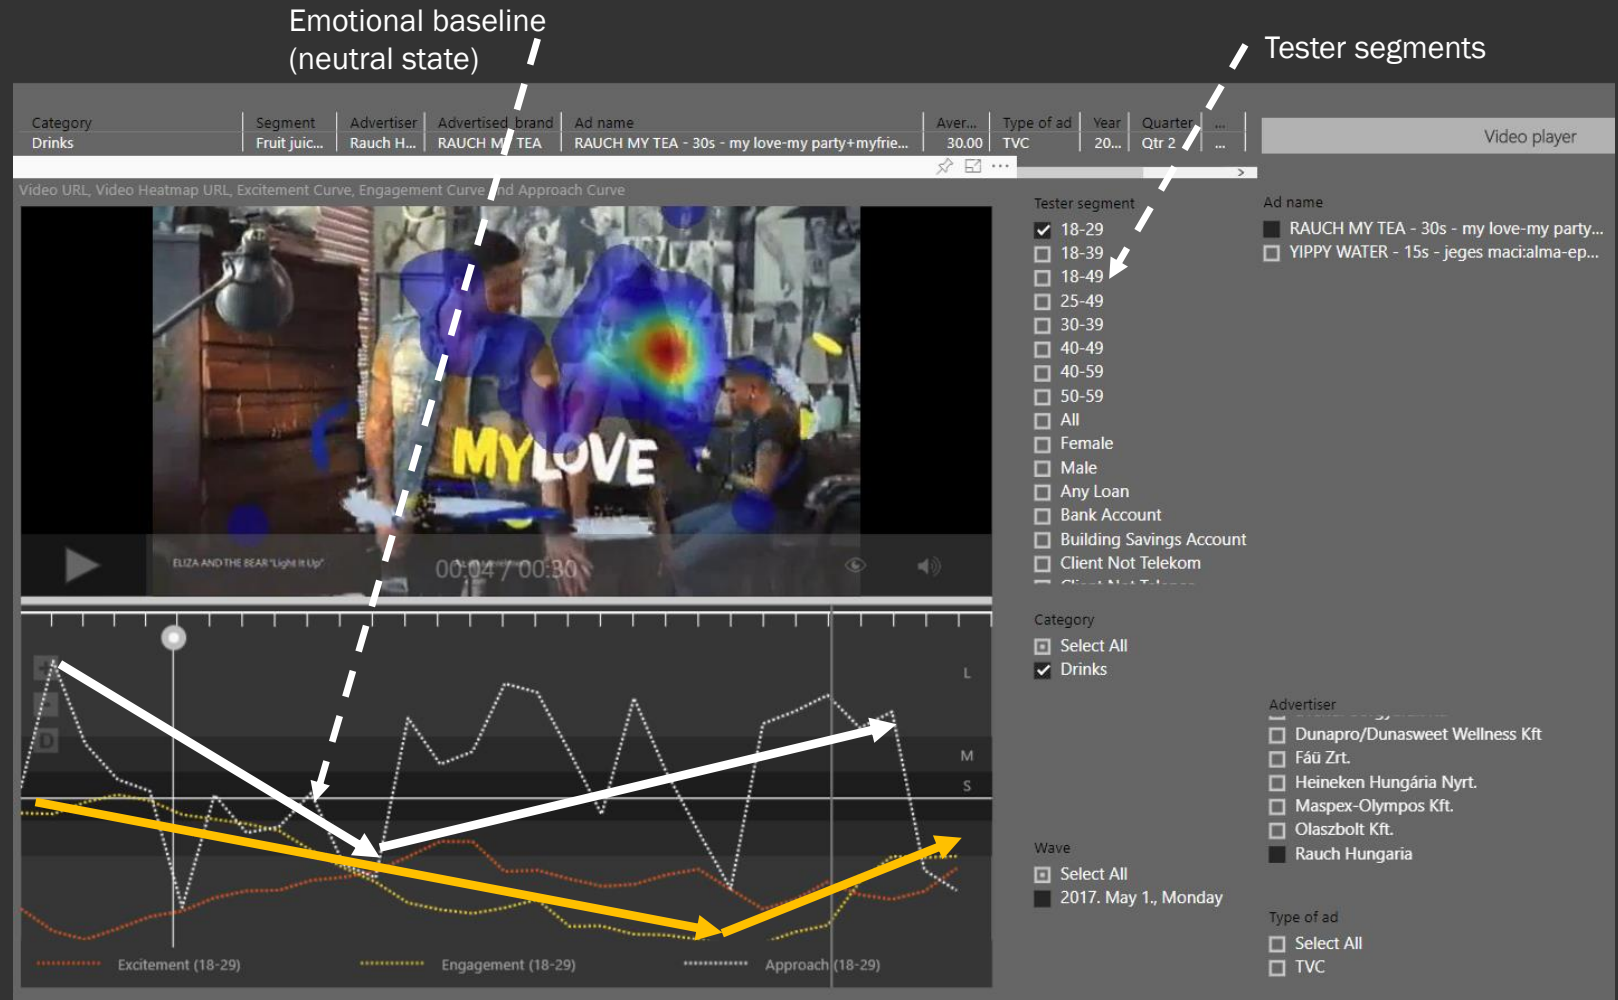 Emotional baseline
(neutral state)
Tester segments
Category
Segment
Advertiser
Advertised brand
Ad name
Aver...
Type of ad
Year
Quarter
...
Drinks
Fruit juic...
Rauch H...
RAUCH MY TEA
RAUCH MY TEA - 30s - my love-my party+myfrie...
30.00
TVC
20...
Qtr 2
...
Video player
Video URL, Video Heatmap URL, Excitement Curve, Engagement Curve and Approach Curve
MYLOVE
ELIZA AND THE BEAR "Light It Up"
00:04 / 00:30
+
-
D
L
M
S
Excitement (18-29)
Engagement (18-29)
Approach (18-29)
Tester segment
18-29
18-39
18-49
25-49
30-39
40-49
40-59
50-59
All
Female
Male
Any Loan
Bank Account
Building Savings Account
Client Not Telekom
Category
Select All
Drinks
Wave
Select All
2017. May 1., Monday
Ad name
RAUCH MY TEA - 30s - my love-my party...
YIPPY WATER - 15s - jeges maci:alma-ep...
Advertiser
Dunapro/Dunasweet Wellness Kft
Fáü Zrt.
Heineken Hungária Nyrt.
Maspex-Olympos Kft.
Olaszbolt Kft.
Rauch Hungaria
Type of ad
Select All
TVC